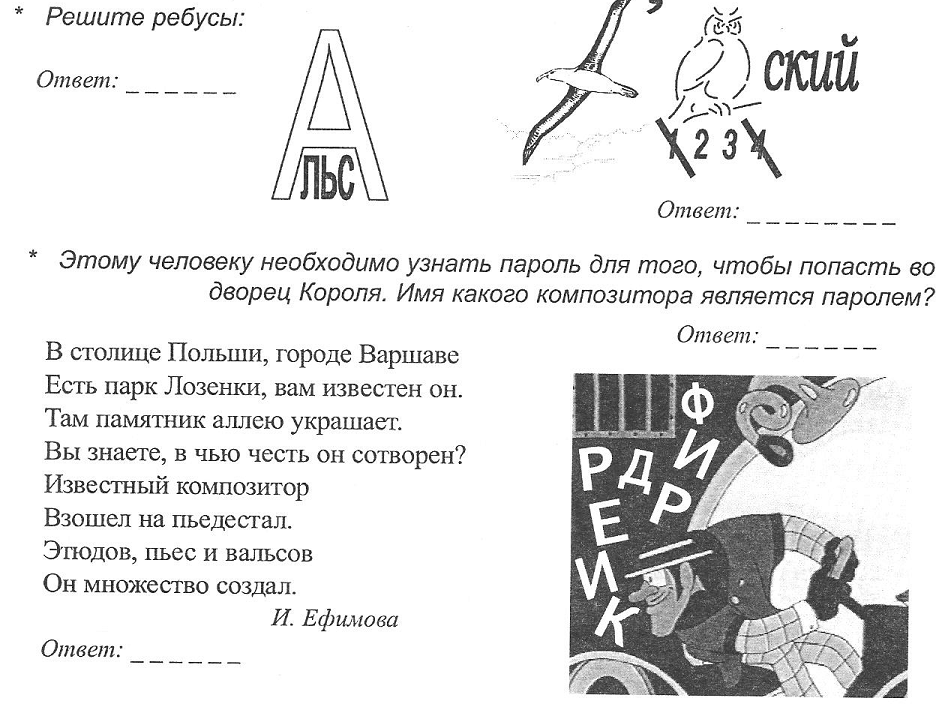 * Решите ребусы:
Ответ: _ _ _ _ _ _
А
ЛЬС
,
ский
1 2 3 4
Ответ: _ _ _ _ _ _ _ _
* Этому человеку необходимо узнать пароль для того, чтобы попасть во
дворец Короля. Имя какого композитора является паролем?
Ответ: _ _ _ _ _ _
В столице Польши, городе Варшаве
Есть парк Лозенки, вам известен он.
Там памятник аллею украшает.
Вы знаете, в чью честь он сотворен?
Известный композитор
Взошел на пьедестал.
Этюдов, пьес и вальсов
Он множество создал.
И. Ефимова
Ответ: _ _ _ _ _ _
Ф
И
Р
Д
Е
Р
И
К